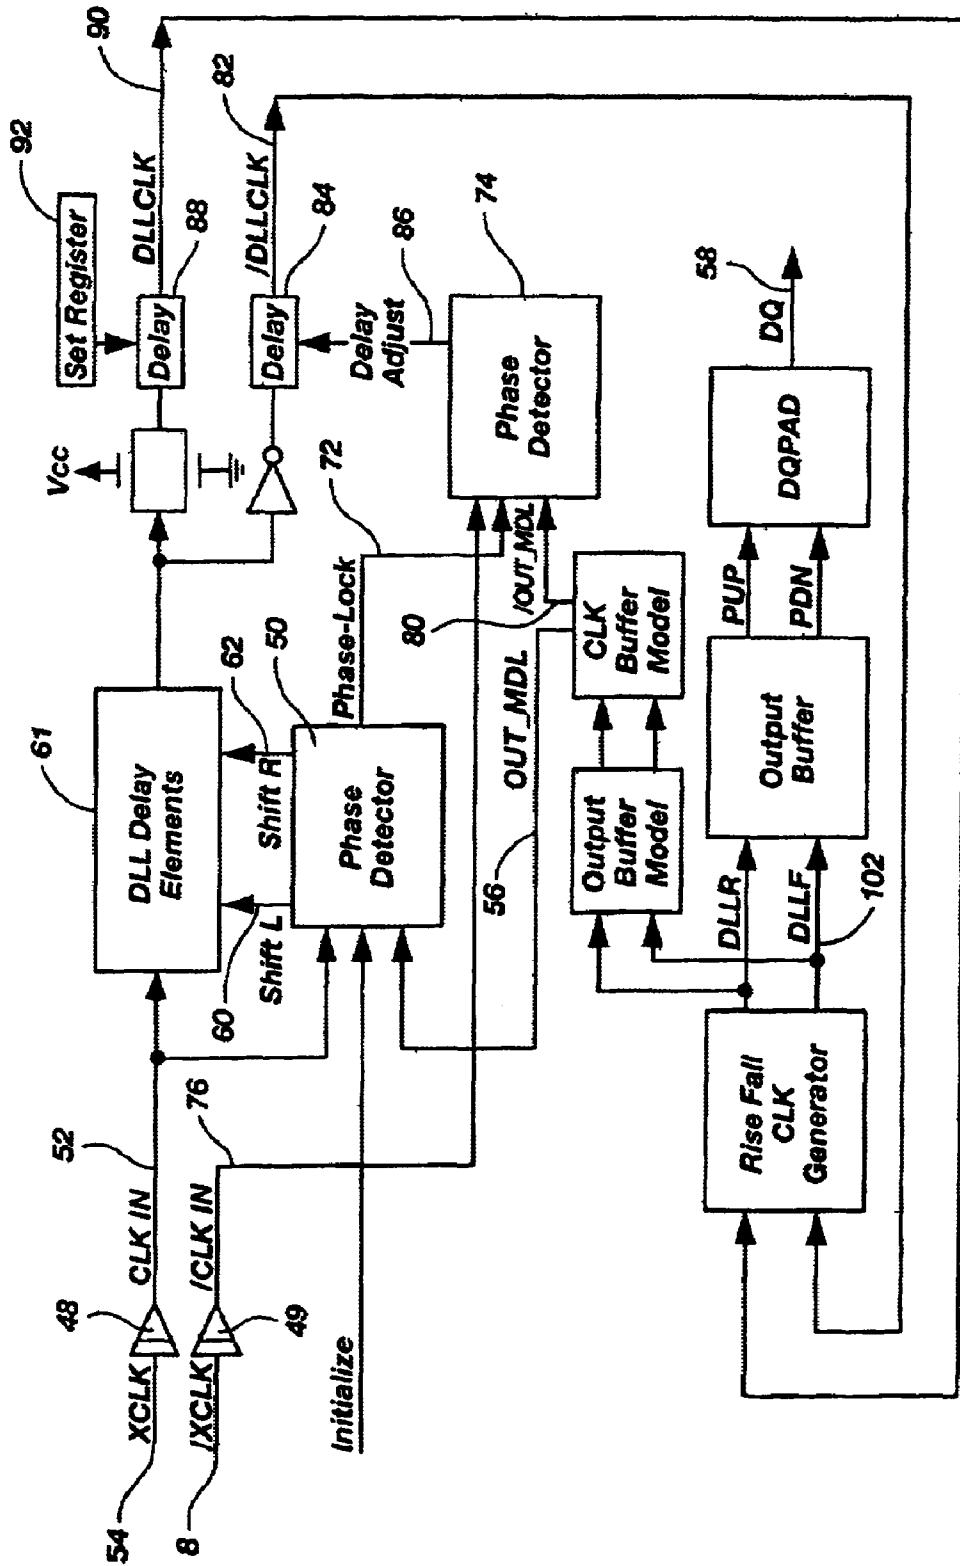 92
90
Set Register
Vcc
DLLCLK
Delay
88
82
/DLLCLK
Delay
84
61
DLL Delay
Elements
54
XCLK
48
CLK IN
52
8
/XCLK
49
/CLK IN
76
Initialize
60
Shift L
Shift R
62
50
Phase
Detector
Phase-Lock
72
Delay
Adjust
86
74
Phase
Detector
56
OUT_MDL
80
/OUT_MDL
Output
Buffer
Model
CLK
Buffer
Model
Rise Fall
CLK
Generator
DLLR
DLLF
102
Output
Buffer
PUP
PDN
DQPAD
DQ
58